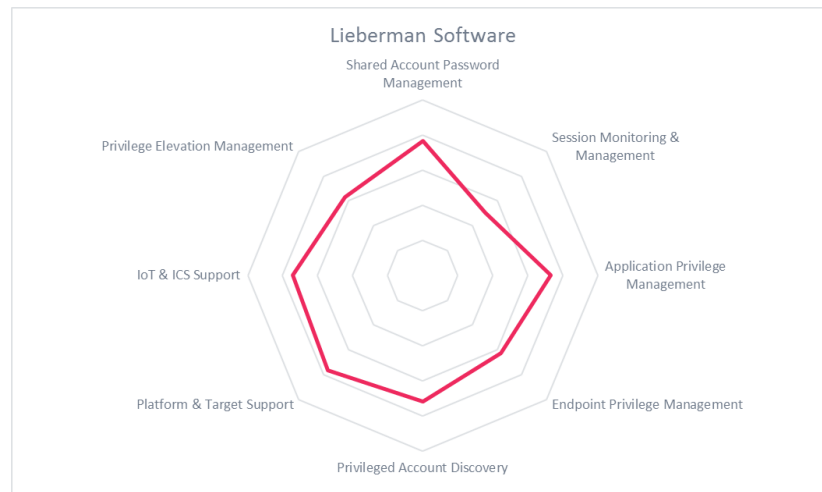 Lieberman Software
Shared Account Password
Management
Privilege Elevation Management
Session Monitoring &
Management
IoT & ICS Support
Application Privilege
Management
Platform & Target Support
Endpoint Privilege Management
Privileged Account Discovery